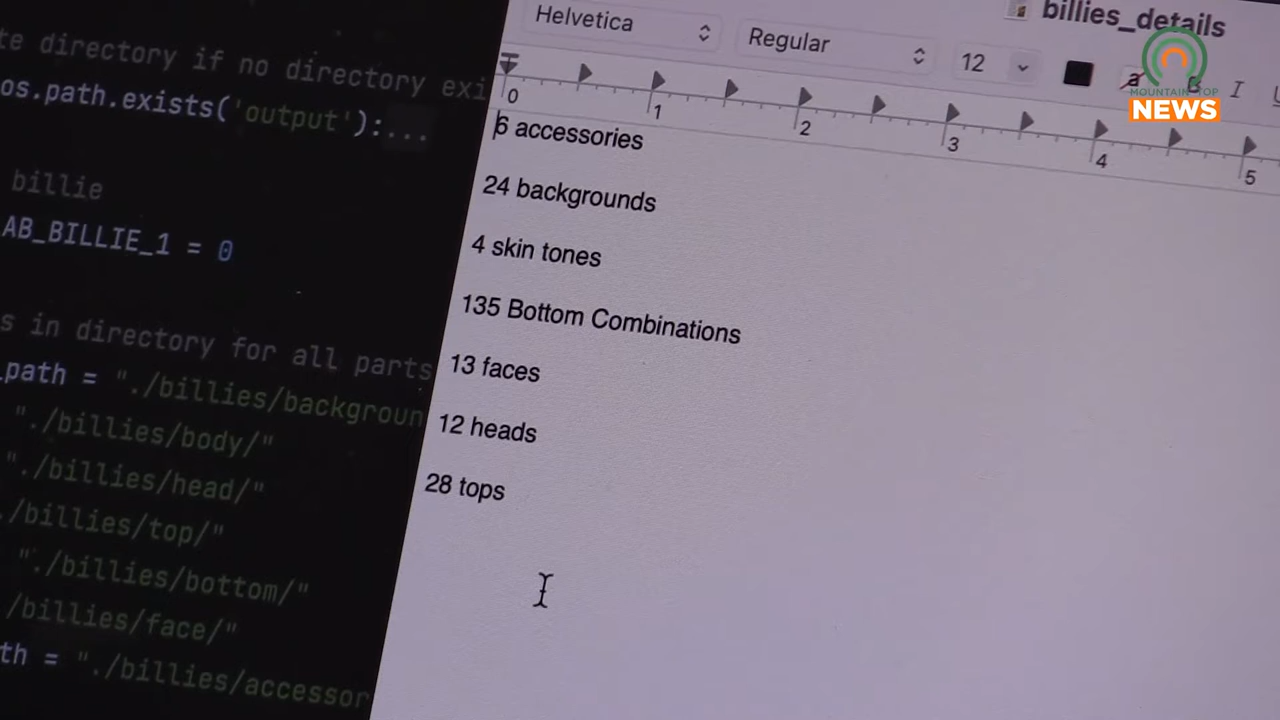 te directory if no directory exi
os.path.exists('output'):...
billie
AB_BILLIE_1 = 0
s in directory for all parts
_path = "./billies/backgroun
"./billies/body/"
"./billies/head/"
./billies/top/"
"./billies/bottom/"
/billies/face/"
th = "./billies/accessor
billies_details
Helvetica
Regular
12
a
B
I
U
0
1
2
3
4
5
6 accessories
24 backgrounds
4 skin tones
135 Bottom Combinations
13 faces
12 heads
28 tops
MOUNTAIN TOP
NEWS